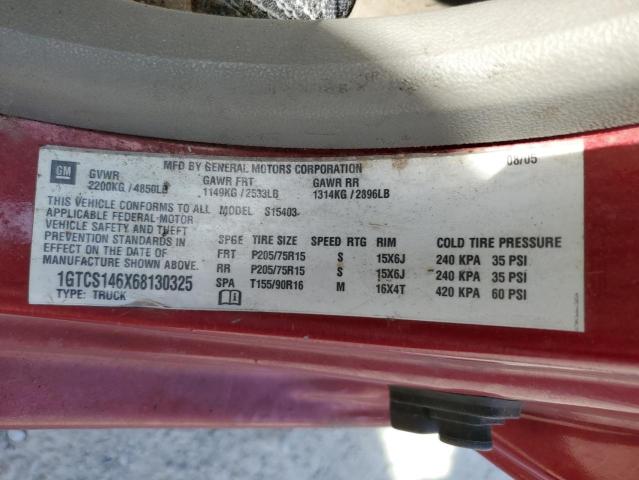 MFD BY GENERAL MOTORS CORPORATION 08/05
GM GVWR GAWR FRT GAWR RR
2200KG / 4850LB 1149KG / 2533LB 1314KG / 2896LB
THIS VEHICLE CONFORMS TO ALL MODEL S15403
APPLICABLE FEDERAL MOTOR
VEHICLE SAFETY AND THEFT
PREVENTION STANDARDS IN
EFFECT ON THE DATE OF
MANUFACTURE SHOWN ABOVE.
1GTCS146X68130325
TYPE: TRUCK
SPGE TIRE SIZE SPEED RTG RIM COLD TIRE PRESSURE
FRT P205/75R15 S 15X6J 240 KPA 35 PSI
RR P205/75R15 S 15X6J 240 KPA 35 PSI
SPA T155/90R16 M 16X4T 420 KPA 60 PSI